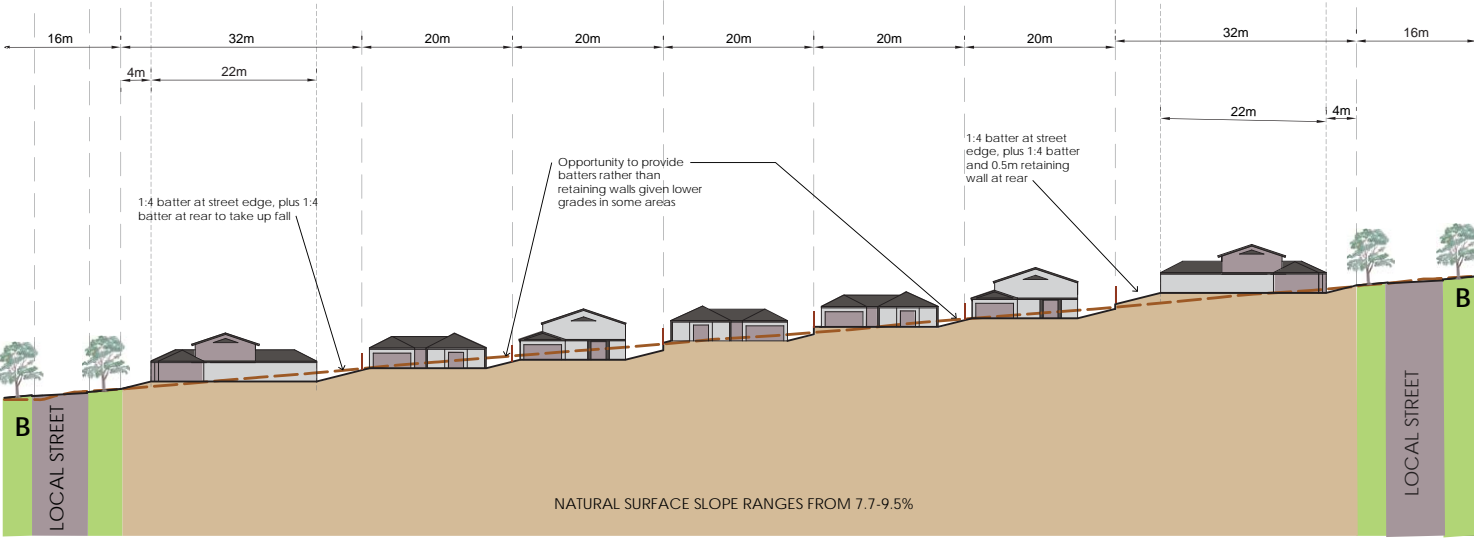 16m
32m
20m
20m
20m
20m
20m
32m
16m
4m
22m
22m
4m
1:4 batter at street edge, plus 1:4
batter at rear to take up fall
Opportunity to provide
batters rather than
retaining walls given lower
grades in some areas
1:4 batter at street
edge, plus 1:4 batter
and 0.5m retaining
wall at rear
B
LOCAL STREET
B
LOCAL STREET
NATURAL SURFACE SLOPE RANGES FROM 7.7-9.5%